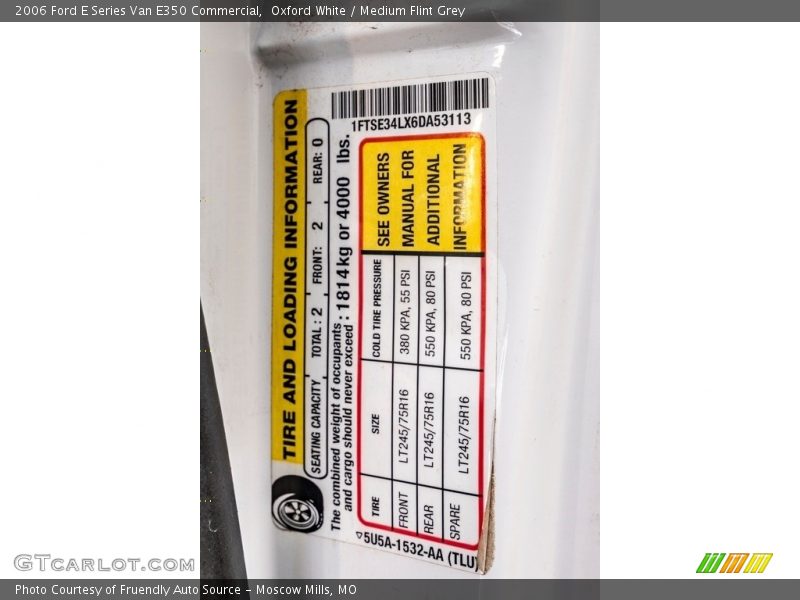 2006 Ford E Series Van E350 Commercial, Oxford White / Medium Flint Grey
TIRE AND LOADING INFORMATION
SEATING CAPACITY TOTAL : 2 FRONT: 2 REAR: 0
The combined weight of occupants
and cargo should never exceed : 1814kg or 4000 lbs.
TIRE SIZE COLD TIRE PRESSURE
FRONT LT245/75R16 380 KPA, 55 PSI
REAR LT245/75R16 550 KPA, 80 PSI
SPARE LT245/75R16 550 KPA, 80 PSI
SEE OWNERS
MANUAL FOR
ADDITIONAL
INFORMATION
1FTSE34LX6DA53113
5U5A-1532-AA (TLU)
GTCARLOT.COM
Photo Courtesy of Fruendly Auto Source – Moscow Mills, MO